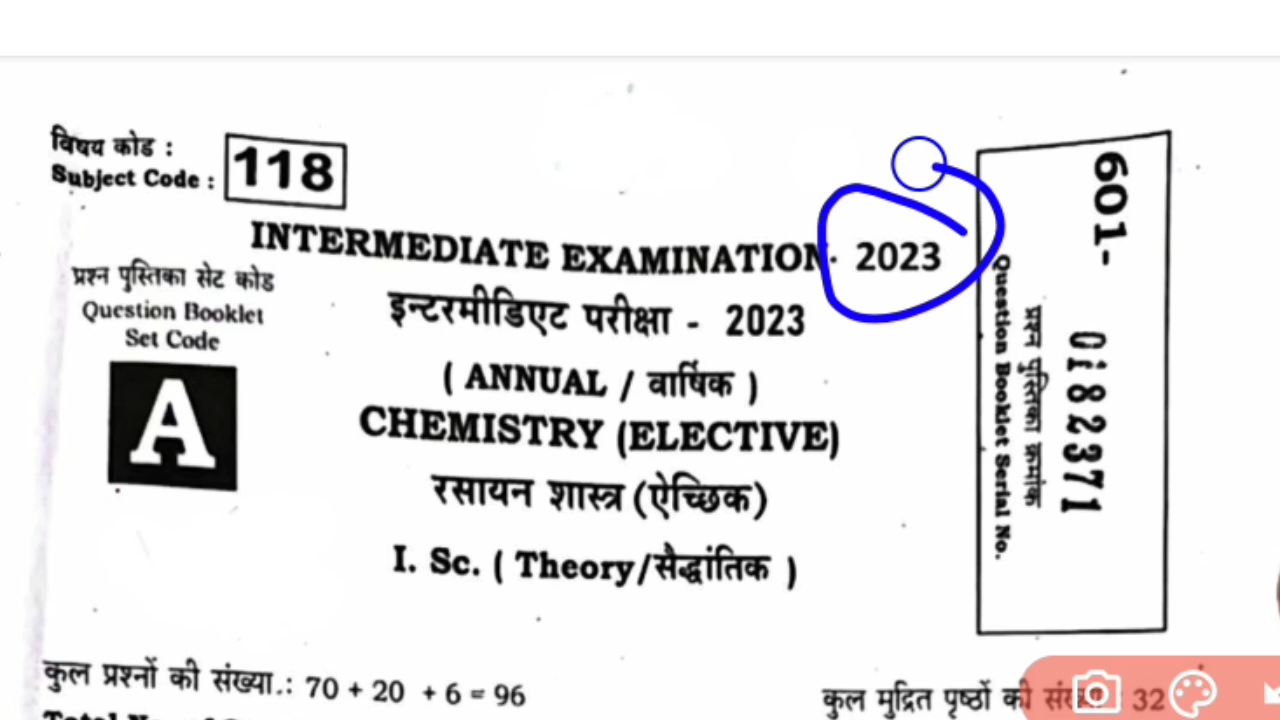 विषय कोड :
Subject Code :
118
INTERMEDIATE EXAMINATION - 2023
प्रश्न पुस्तिका सेट कोड
Question Booklet
Set Code
A
इन्टरमीडिएट परीक्षा - 2023
( ANNUAL / वार्षिक )
CHEMISTRY (ELECTIVE)
रसायन शास्त्र (ऐच्छिक)
I. Sc. ( Theory/सैद्धांतिक )
601-
Question Booklet Serial No.
प्रश्न पुस्तिका क्रमांक
0182371
कुल प्रश्नों की संख्या.: 70 + 20 + 6 = 96
कुल मुद्रित पृष्ठों की : 32